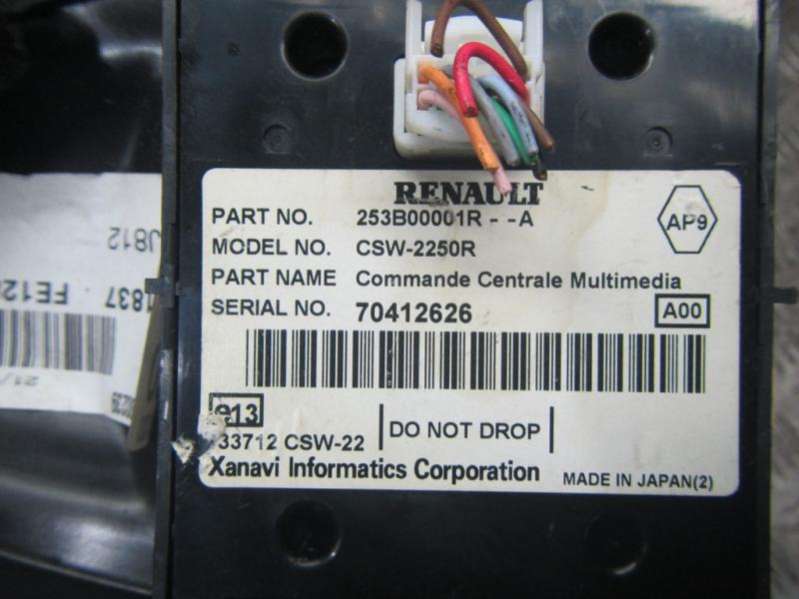 RENAULT
PART NO. 253B00001R - -A
AP9
MODEL NO. CSW-2250R
PART NAME Commande Centrale Multimedia
SERIAL NO. 70412626
A00
e13
33712 CSW-22
DO NOT DROP
Xanavi Informatics Corporation
MADE IN JAPAN(2)
J812
1837 FE12